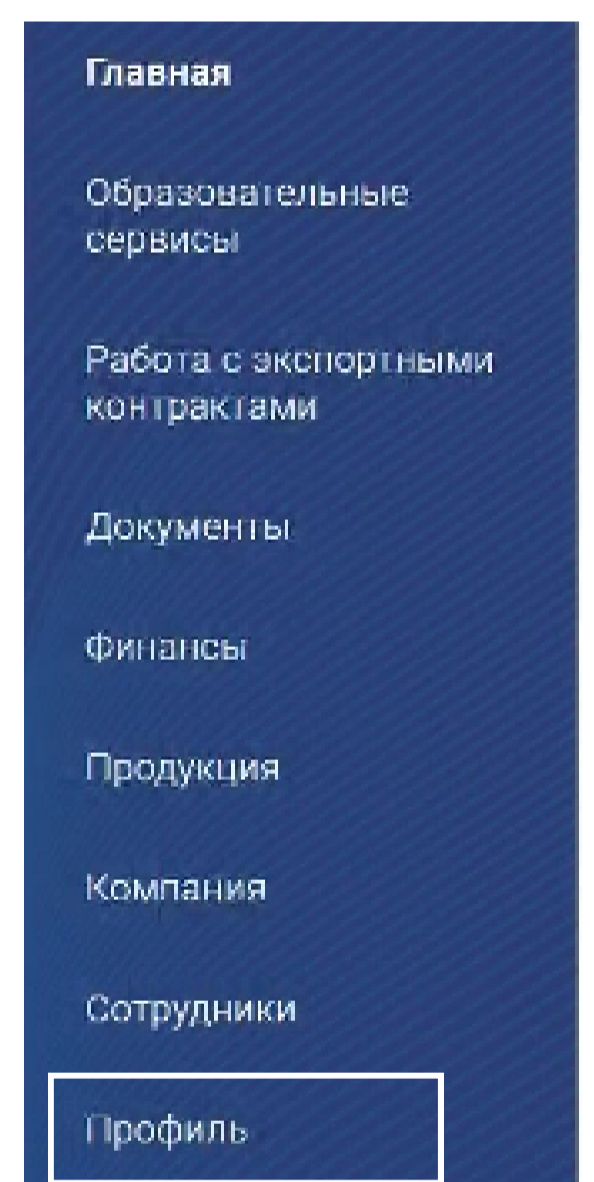 Главная
Образовательные
сервисы
Работа с экспортными
контрактами
Документы
Финансы
Продукция
Компания
Сотрудники
Профиль